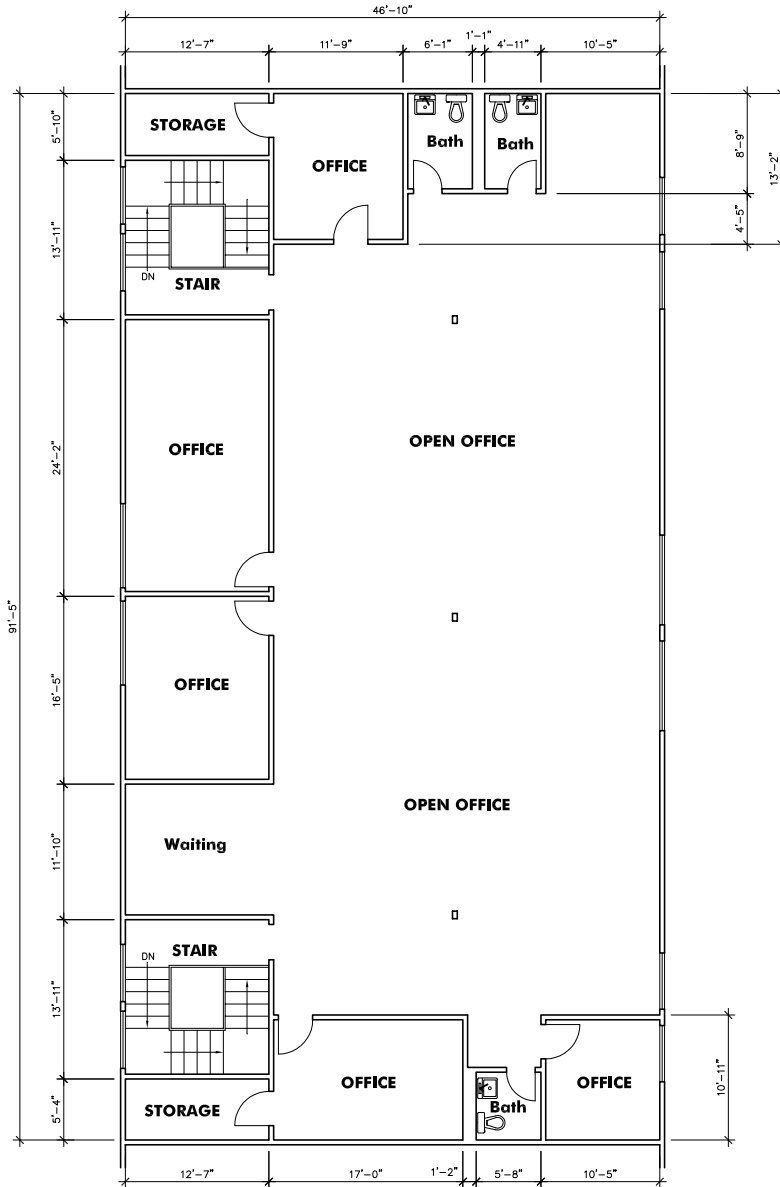 46'-10"
12'-7" 11'-9" 6'-1" 1'-1" 4'-11" 10'-5"
5'-10"
STORAGE
OFFICE
Bath
Bath
8'-9"
13'-2"
4'-5"
13'-11"
DN
STAIR
24'-2"
OFFICE
OPEN OFFICE
91'-5"
16'-5"
OFFICE
OPEN OFFICE
11'-10"
Waiting
STAIR
DN
13'-11"
OFFICE
OFFICE
10'-11"
5'-4"
STORAGE
Bath
12'-7" 17'-0" 1'-2" 5'-8" 10'-5"